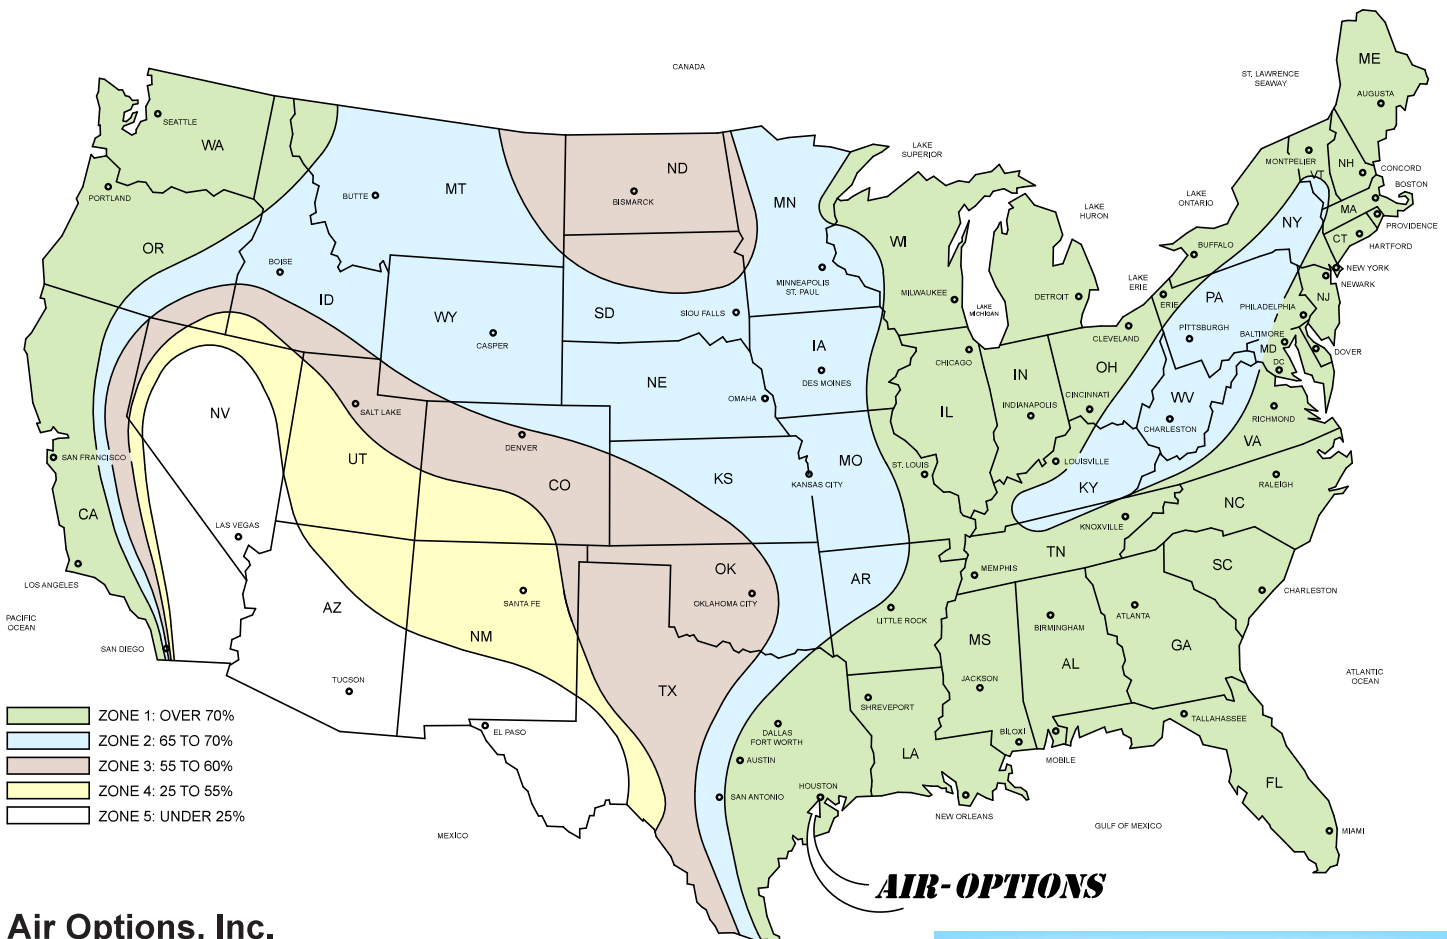 CANADA
ST. LAWRENCE
SEAWAY
ME
AUGUSTA
SEATTLE
WA
LAKE
SUPERIOR
MONTPELIER
VT
NH
CONCORD
BOSTON
PORTLAND
BUTTE
MT
ND
BISMARCK
MN
LAKE
HURON
LAKE
ONTARIO
NY
MA
PROVIDENCE
CT
HARTFORD
OR
BOISE
ID
WI
BUFFALO
NEW YORK
NEWARK
WY
CASPER
SD
SIOU FALLS
MINNEAPOLIS
ST. PAUL
MILWAUKEE
LAKE
MICHIGAN
DETROIT
LAKE
ERIE
ERIE
PA
PITTSBURGH
PHILADELPHIA
NJ
BALTIMORE
MD
DC
DOVER
CLEVELAND
IA
DES MOINES
CHICAGO
IN
OH
NE
OMAHA
IL
INDIANAPOLIS
CINCINNATI
WV
CHARLESTON
RICHMOND
VA
NV
SALT LAKE
UT
DENVER
CO
KS
KANSAS CITY
MO
ST. LOUIS
LOUISVILLE
KY
RALEIGH
NC
SAN FRANCISCO
CA
LAS VEGAS
KNOXVILLE
TN
MEMPHIS
SC
CHARLESTON
LOS ANGELES
PACIFIC
OCEAN
SAN DIEGO
AZ
TUCSON
SANTA FE
NM
OK
OKLAHOMA CITY
AR
LITTLE ROCK
MS
JACKSON
BIRMINGHAM
AL
ATLANTA
GA
ATLANTIC
OCEAN
EL PASO
TX
DALLAS
FORT WORTH
AUSTIN
SAN ANTONIO
HOUSTON
SHREVEPORT
LA
BILOXI
MOBILE
NEW ORLEANS
TALLAHASSEE
FL
MIAMI
GULF OF MEXICO
MEXICO
ZONE 1: OVER 70%
ZONE 2: 65 TO 70%
ZONE 3: 55 TO 60%
ZONE 4: 25 TO 55%
ZONE 5: UNDER 25%
AIR-OPTIONS
Air Options, Inc.